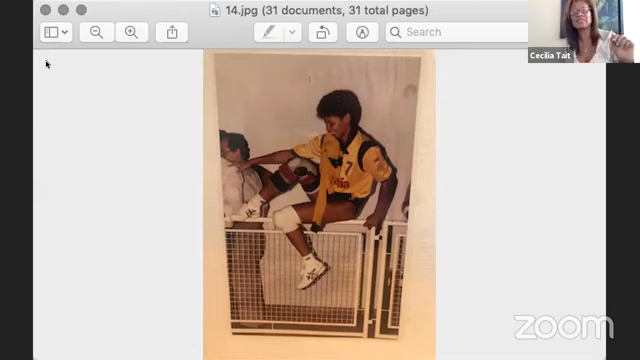 14.jpg (31 documents, 31 total pages)
Search
Cecilia Tait
7
zoom